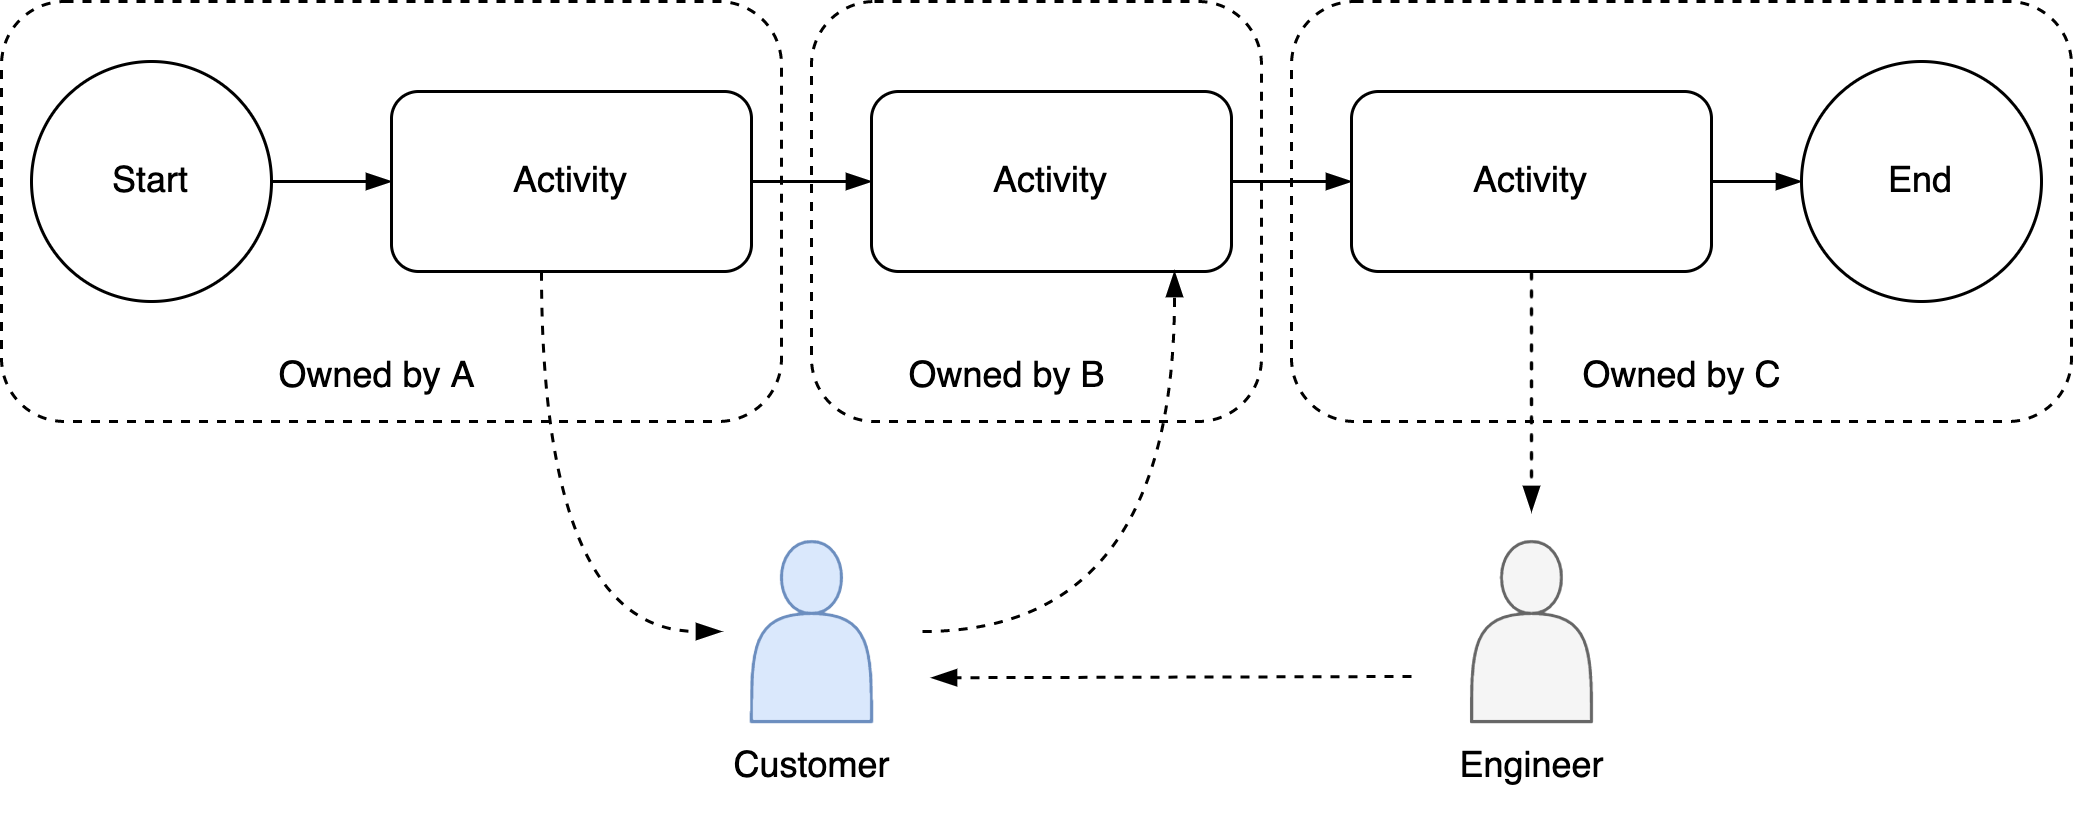 Start
Activity
Activity
Activity
End
Owned by A
Owned by B
Owned by C
Customer
Engineer